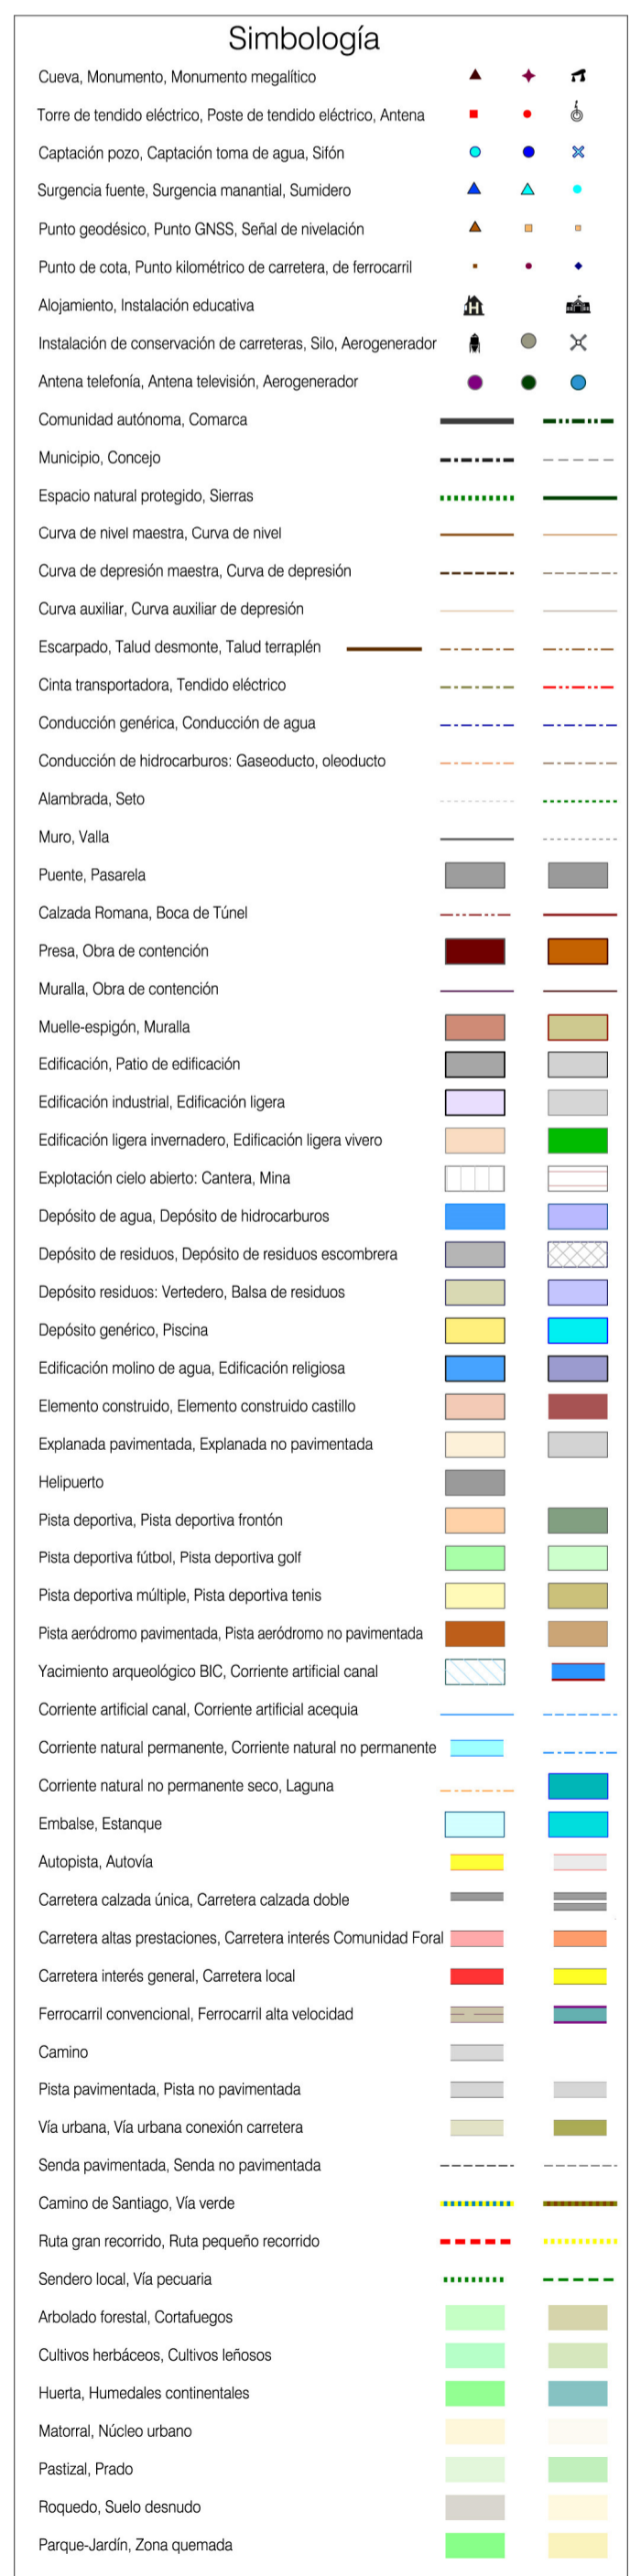 Simbología
Cueva, Monumento, Monumento megalítico
Torre de tendido eléctrico, Poste de tendido eléctrico, Antena
Captación pozo, Captación toma de agua, Sifón
Surgencia fuente, Surgencia manantial, Sumidero
Punto geodésico, Punto GNSS, Señal de nivelación
Punto de cota, Punto kilométrico de carretera, de ferrocarril
Alojamiento, Instalación educativa
Instalación de conservación de carreteras, Silo, Aerogenerador
Antena telefonía, Antena televisión, Aerogenerador
Comunidad autónoma, Comarca
Municipio, Concejo
Espacio natural protegido, Sierras
Curva de nivel maestra, Curva de nivel
Curva de depresión maestra, Curva de depresión
Curva auxiliar, Curva auxiliar de depresión
Escarpado, Talud desmonte, Talud terraplén
Cinta transportadora, Tendido eléctrico
Conducción genérica, Conducción de agua
Conducción de hidrocarburos: Gaseoducto, oleoducto
Alambrada, Seto
Muro, Valla
Puente, Pasarela
Calzada Romana, Boca de Túnel
Presa, Obra de contención
Muralla, Obra de contención
Muelle-espigón, Muralla
Edificación, Patio de edificación
Edificación industrial, Edificación ligera
Edificación ligera invernadero, Edificación ligera vivero
Explotación cielo abierto: Cantera, Mina
Depósito de agua, Depósito de hidrocarburos
Depósito de residuos, Depósito de residuos escombrera
Depósito residuos: Vertedero, Balsa de residuos
Depósito genérico, Piscina
Edificación molino de agua, Edificación religiosa
Elemento construido, Elemento construido castillo
Explanada pavimentada, Explanada no pavimentada
Helipuerto
Pista deportiva, Pista deportiva frontón
Pista deportiva fútbol, Pista deportiva golf
Pista deportiva múltiple, Pista deportiva tenis
Pista aeródromo pavimentada, Pista aeródromo no pavimentada
Yacimiento arqueológico BIC, Corriente artificial canal
Corriente artificial canal, Corriente artificial acequia
Corriente natural permanente, Corriente natural no permanente
Corriente natural no permanente seco, Laguna
Embalse, Estanque
Autopista, Autovía
Carretera calzada única, Carretera calzada doble
Carretera altas prestaciones, Carretera interés Comunidad Foral
Carretera interés general, Carretera local
Ferrocarril convencional, Ferrocarril alta velocidad
Camino
Pista pavimentada, Pista no pavimentada
Vía urbana, Vía urbana conexión carretera
Senda pavimentada, Senda no pavimentada
Camino de Santiago, Vía verde
Ruta gran recorrido, Ruta pequeño recorrido
Sendero local, Vía pecuaria
Arbolado forestal, Cortafuegos
Cultivos herbáceos, Cultivos leñosos
Huerta, Humedales continentales
Matorral, Núcleo urbano
Pastizal, Prado
Roquedo, Suelo desnudo
Parque-Jardín, Zona quemada